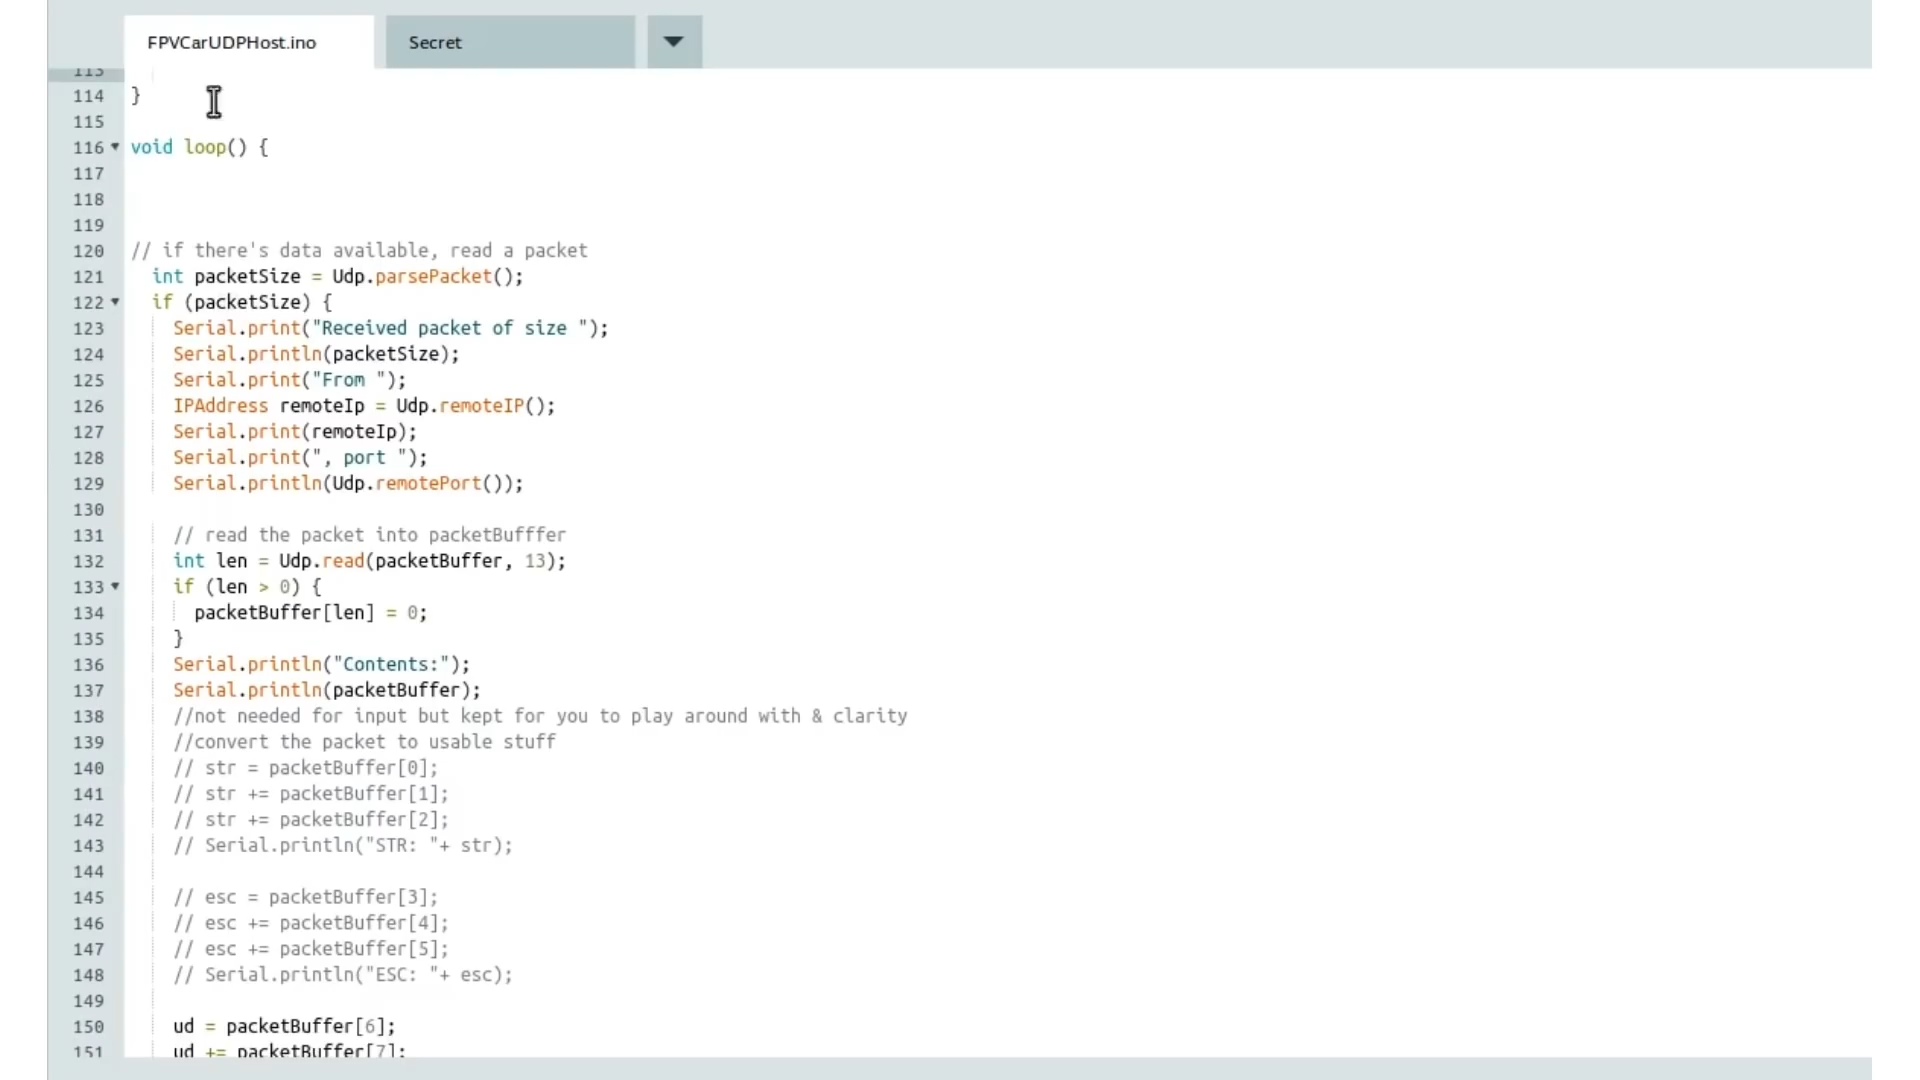 FPVCarUDPHost.ino
Secret
113
114 }
115
116 void loop() {
117
118
119
120 // if there's data available, read a packet
121 int packetSize = Udp.parsePacket();
122 if (packetSize) {
123 Serial.print("Received packet of size ");
124 Serial.println(packetSize);
125 Serial.print("From ");
126 IPAddress remoteIp = Udp.remoteIP();
127 Serial.print(remoteIp);
128 Serial.print(", port ");
129 Serial.println(Udp.remotePort());
130
131 // read the packet into packetBufffer
132 int len = Udp.read(packetBuffer, 13);
133 if (len > 0) {
134 packetBuffer[len] = 0;
135 }
136 Serial.println("Contents:");
137 Serial.println(packetBuffer);
138 //not needed for input but kept for you to play around with & clarity
139 //convert the packet to usable stuff
140 // str = packetBuffer[0];
141 // str += packetBuffer[1];
142 // str += packetBuffer[2];
143 // Serial.println("STR: "+ str);
144
145 // esc = packetBuffer[3];
146 // esc += packetBuffer[4];
147 // esc += packetBuffer[5];
148 // Serial.println("ESC: "+ esc);
149
150 ud = packetBuffer[6];
151 ud += packetBuffer[7];